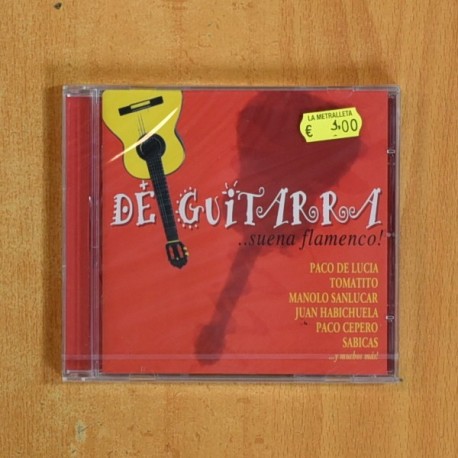 LA METRALLETA
€ 3,00
DE GUITARRA
..suena flamenco!
PACO DE LUCIA
TOMATITO
MANOLO SANLUCAR
JUAN HABICHUELA
PACO CEPERO
SABICAS
...y muchos más!